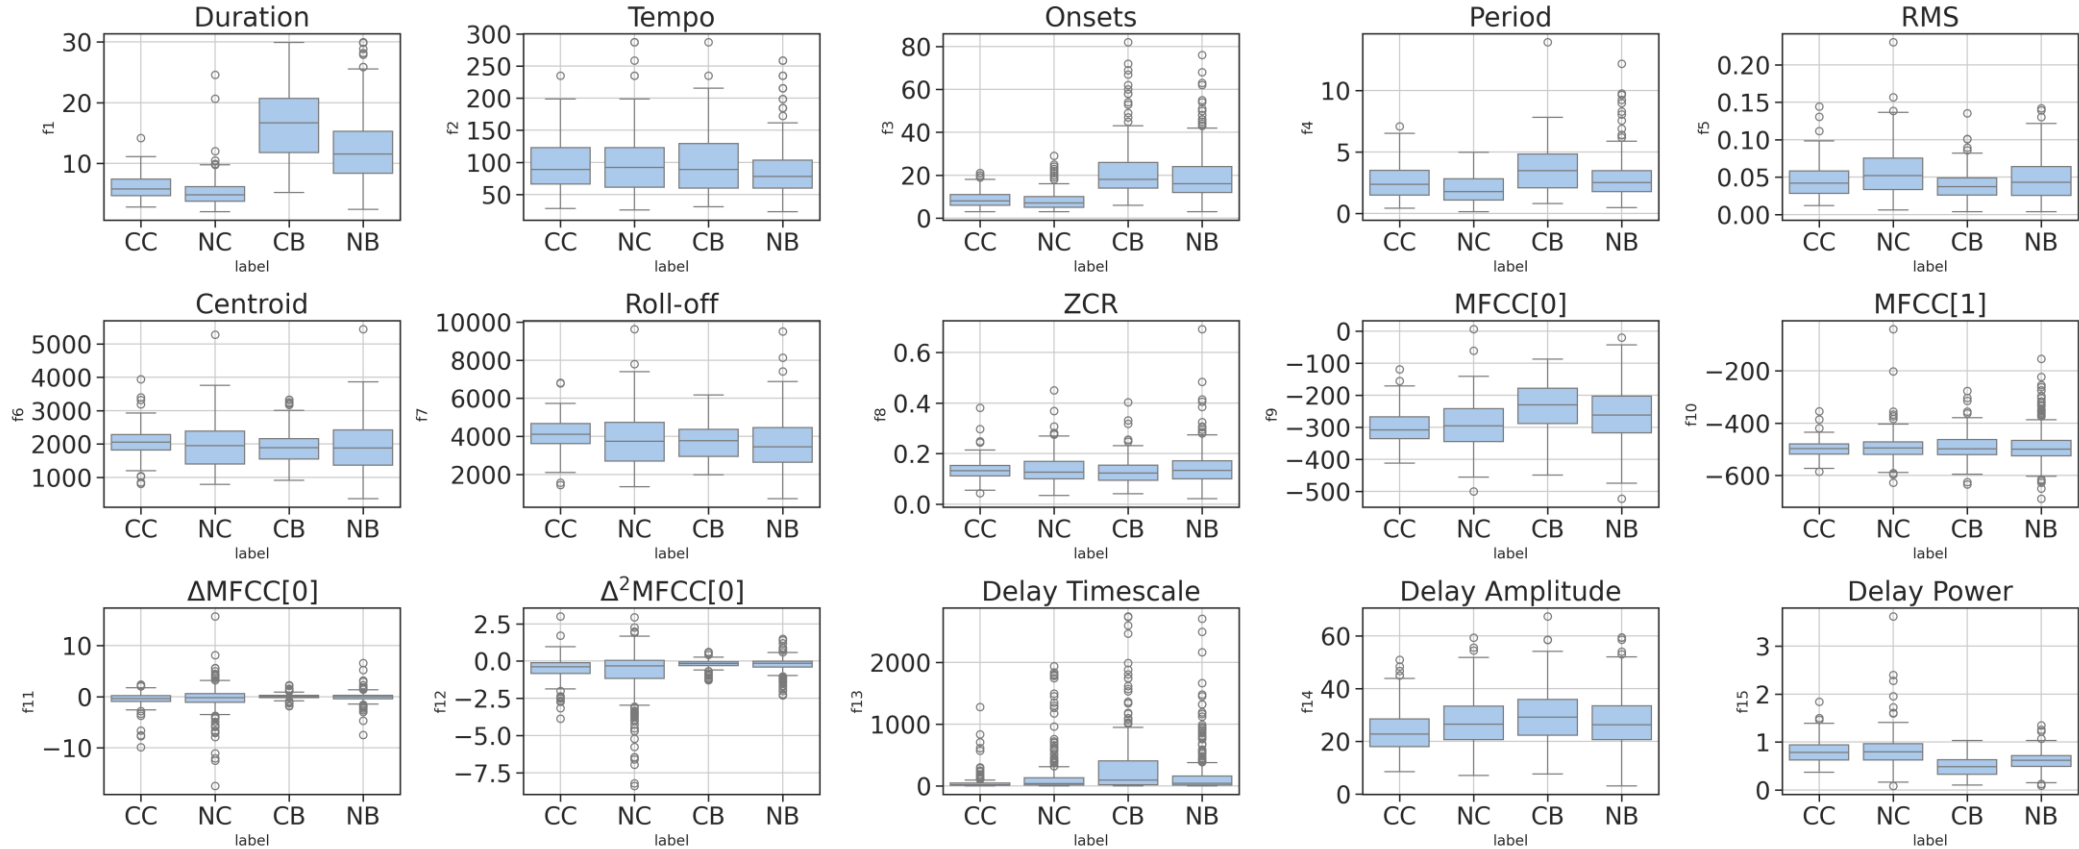 Duration Tempo Onsets Period RMS
30 20 10 f1 CC NC CB NB label
300 250 200 150 100 50 f2 CC NC CB NB label
80 60 40 20 0 f3 CC NC CB NB label
10 5 0 f4 CC NC CB NB label
0.20 0.15 0.10 0.05 0.00 f5 CC NC CB NB label
Centroid Roll-off ZCR MFCC[0] MFCC[1]
5000 4000 3000 2000 1000 f6 CC NC CB NB label
10000 8000 6000 4000 2000 f7 CC NC CB NB label
0.6 0.4 0.2 0.0 f8 CC NC CB NB label
0 −100 −200 −300 −400 −500 f9 CC NC CB NB label
−200 −400 −600 f10 CC NC CB NB label
ΔMFCC[0] Δ²MFCC[0] Delay Timescale Delay Amplitude Delay Power
10 0 −10 f11 CC NC CB NB label
2.5 0.0 −2.5 −5.0 −7.5 f12 CC NC CB NB label
2000 1000 0 f13 CC NC CB NB label
60 40 20 0 f14 CC NC CB NB label
3 2 1 0 f15 CC NC CB NB label